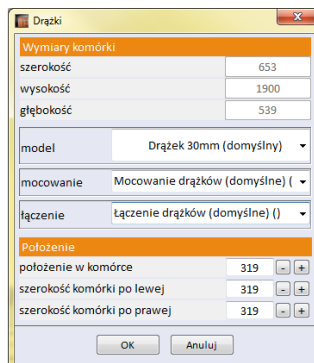 Drążki
Wymiary komórki
szerokość 653
wysokość 1900
głębokość 539
model Drążek 30mm (domyślny)
mocowanie Mocowanie drążków (domyślne) (
łączenie Łączenie drążków (domyślne) ()
Położenie
położenie w komórce 319 - +
szerokość komórki po lewej 319 - +
szerokość komórki po prawej 319 - +
OK Anuluj